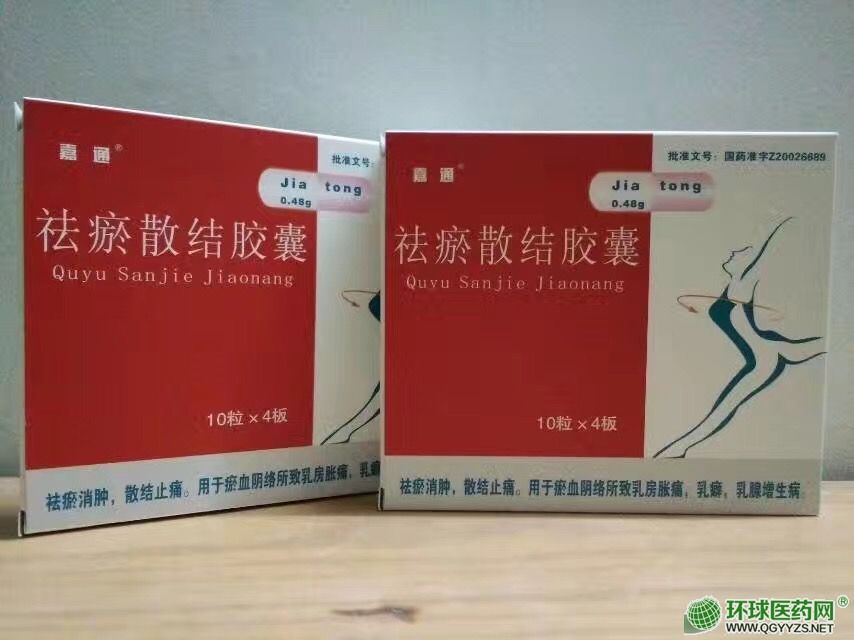 嘉通®
批准文号:
Jia tong
0.48g
祛瘀散结胶囊
Quyu Sanjie Jiaonang
10粒×4板
祛瘀消肿，散结止痛。用于瘀血阴络所致乳房胀痛，乳癖，
嘉通®
批准文号：国药准字Z20026689
Jia tong
0.48g
祛瘀散结胶囊
Quyu Sanjie Jiaonang
10粒×4板
祛瘀消肿，散结止痛。用于瘀血阴络所致乳房胀痛，乳癖，乳腺增生病。
环球医药网®
WWW.QGYYZS.NET